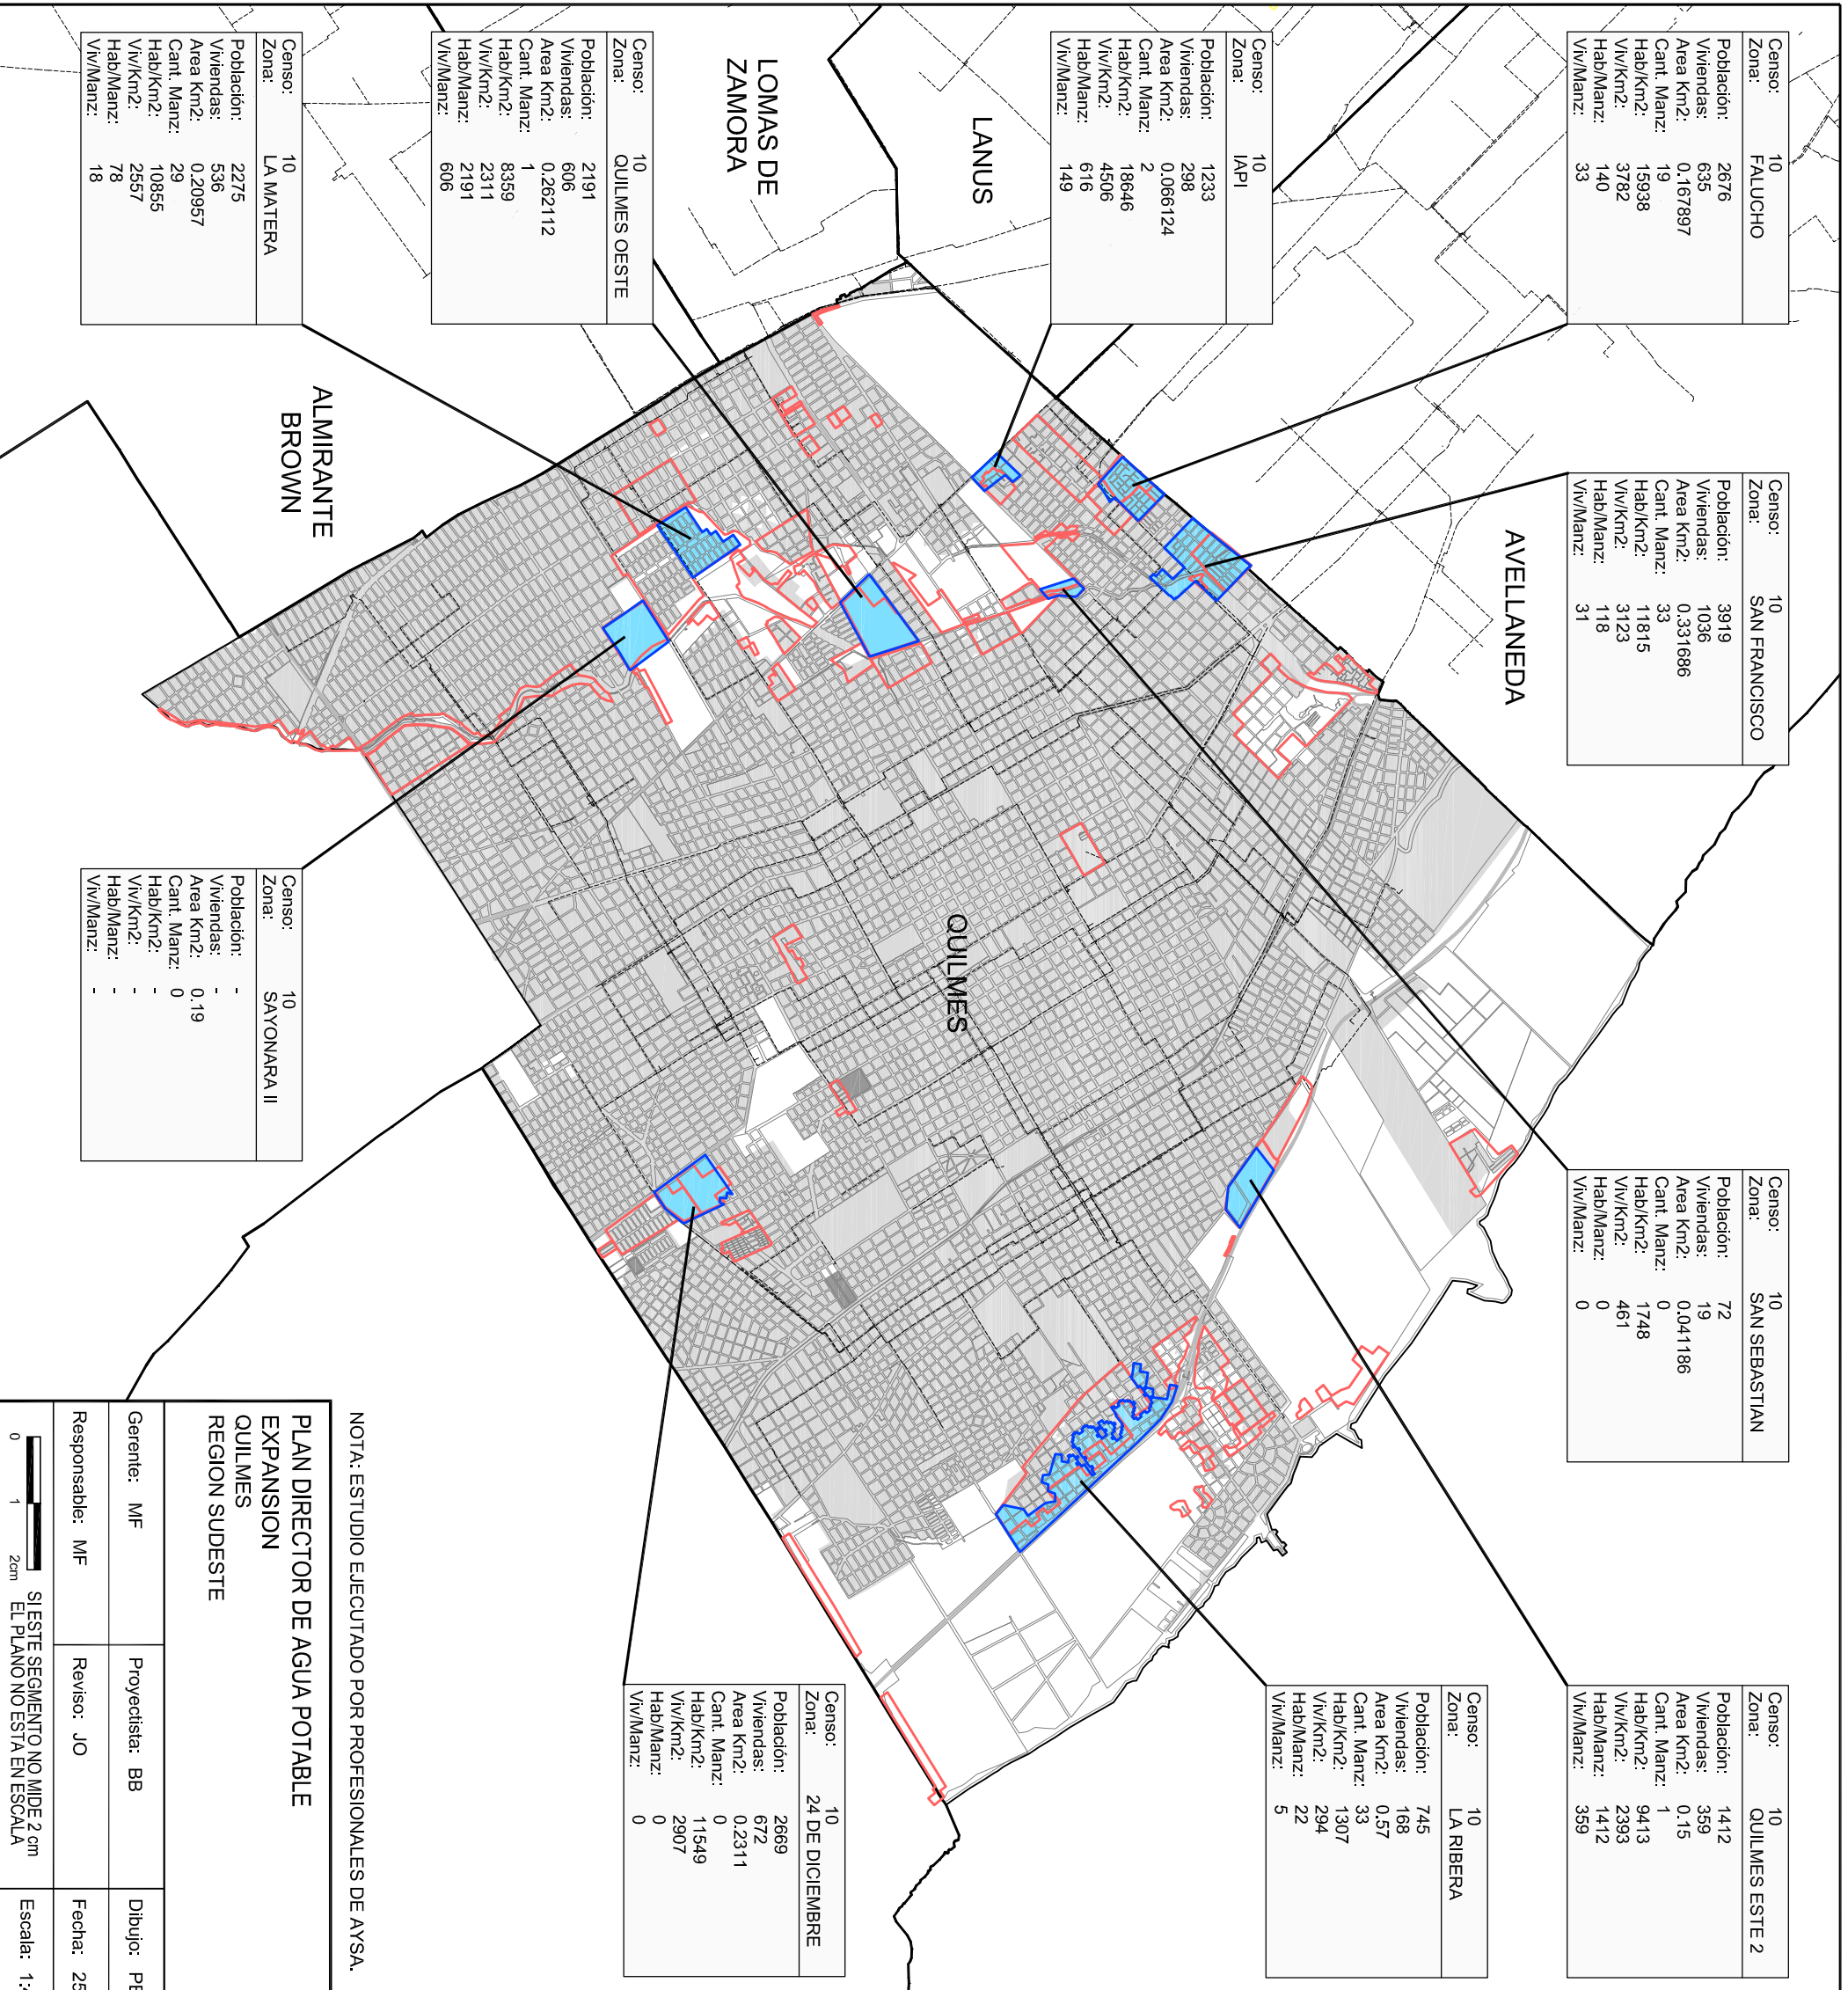 Censo: 10
Zona: FALUCHO
Población: 2676
Viviendas: 635
Area Km2: 0.167897
Cant. Manz: 19
Hab/Km2: 15938
Viv/Km2: 3782
Hab/Manz: 140
Viv/Manz: 33
Censo: 10
Zona: SAN FRANCISCO
Población: 3919
Viviendas: 1036
Area Km2: 0.331686
Cant. Manz: 33
Hab/Km2: 11815
Viv/Km2: 3123
Hab/Manz: 118
Viv/Manz: 31
Censo: 10
Zona: SAN SEBASTIAN
Población: 72
Viviendas: 19
Area Km2: 0.041186
Cant. Manz: 0
Hab/Km2: 1748
Viv/Km2: 461
Hab/Manz: 0
Viv/Manz: 0
Censo: 10
Zona: QUILMES ESTE 2
Población: 1412
Viviendas: 359
Area Km2: 0.15
Cant. Manz: 1
Hab/Km2: 9413
Viv/Km2: 2393
Hab/Manz: 1412
Viv/Manz: 359
AVELLANEDA
Censo: 10
Zona: IAPI
Población: 1233
Viviendas: 298
Area Km2: 0.066124
Cant. Manz: 2
Hab/Km2: 18646
Viv/Km2: 4506
Hab/Manz: 616
Viv/Manz: 149
Censo: 10
Zona: LA RIBERA
Población: 745
Viviendas: 168
Area Km2: 0.57
Cant. Manz: 33
Hab/Km2: 1307
Viv/Km2: 294
Hab/Manz: 22
Viv/Manz: 5
LANUS
QUILMES
LOMAS DE
ZAMORA
Censo: 10
Zona: 24 DE DICIEMBRE
Población: 2669
Viviendas: 672
Area Km2: 0.2311
Cant. Manz: 0
Hab/Km2: 11549
Viv/Km2: 2907
Hab/Manz: 0
Viv/Manz: 0
Censo: 10
Zona: QUILMES OESTE
Población: 2191
Viviendas: 606
Area Km2: 0.262112
Cant. Manz: 1
Hab/Km2: 8359
Viv/Km2: 2311
Hab/Manz: 2191
Viv/Manz: 606
ALMIRANTE
BROWN
Censo: 10
Zona: LA MATERA
Población: 2275
Viviendas: 536
Area Km2: 0.20957
Cant. Manz: 29
Hab/Km2: 10855
Viv/Km2: 2557
Hab/Manz: 78
Viv/Manz: 18
Censo: 10
Zona: SAYONARA II
Población: -
Viviendas: -
Area Km2: 0.19
Cant. Manz: 0
Hab/Km2: -
Viv/Km2: -
Hab/Manz: -
Viv/Manz: -
NOTA: ESTUDIO EJECUTADO POR PROFESIONALES DE AYSA.
PLAN DIRECTOR DE AGUA POTABLE
EXPANSION
QUILMES
REGION SUDESTE
Gerente: MF Proyectista: BB Dibujo:
Responsable: MF Reviso: JO Fecha: 25
0 1 2cm
SI ESTE SEGMENTO NO MIDE 2 cm
EL PLANO NO ESTA EN ESCALA
Escala: